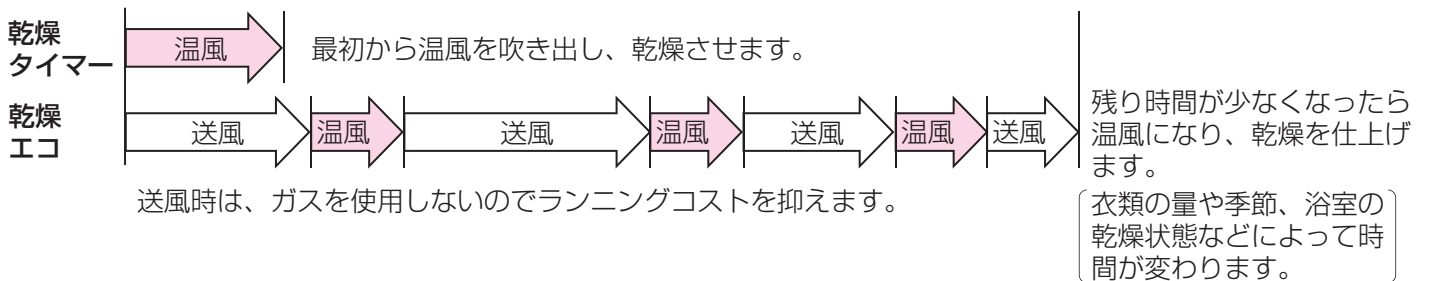 乾燥
タイマー
温風
最初から温風を吹き出し、乾燥させます。
乾燥
エコ
送風
温風
送風
温風
送風
温風
送風
残り時間が少なくなったら
温風になり、乾燥を仕上げ
ます。
送風時は、ガスを使用しないのでランニングコストを抑えます。
衣類の量や季節、浴室の
乾燥状態などによって時
間が変わります。